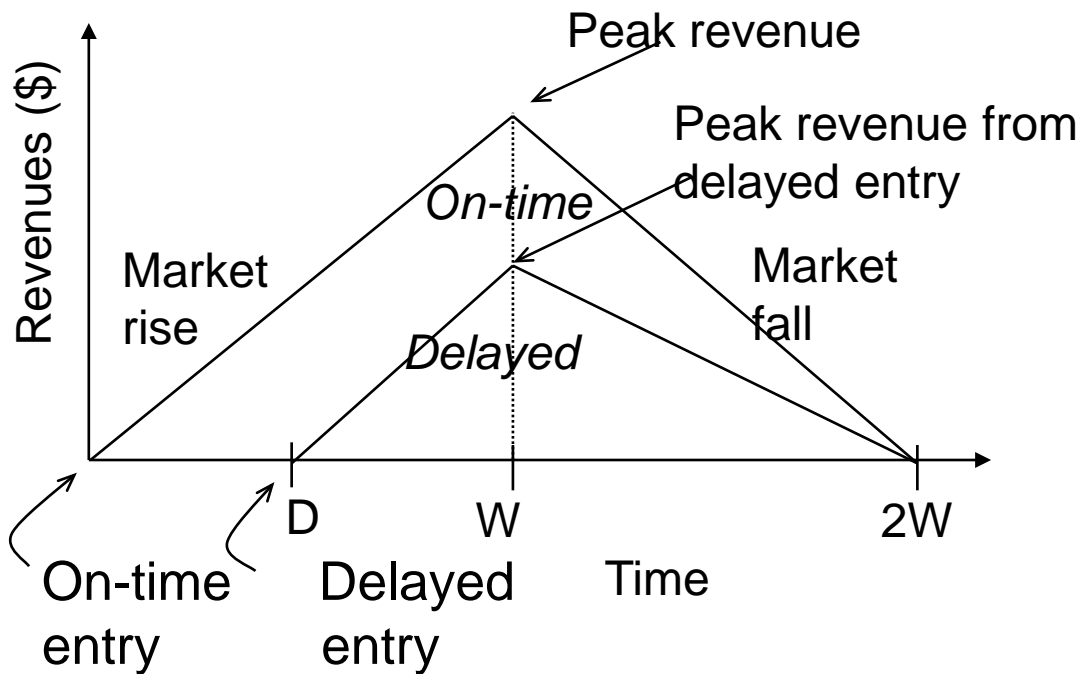 Peak revenue
Revenues ($)
Peak revenue from
delayed entry
On-time
Market
rise
Market
fall
Delayed
D
W
2W
On-time
entry
Delayed
entry
Time